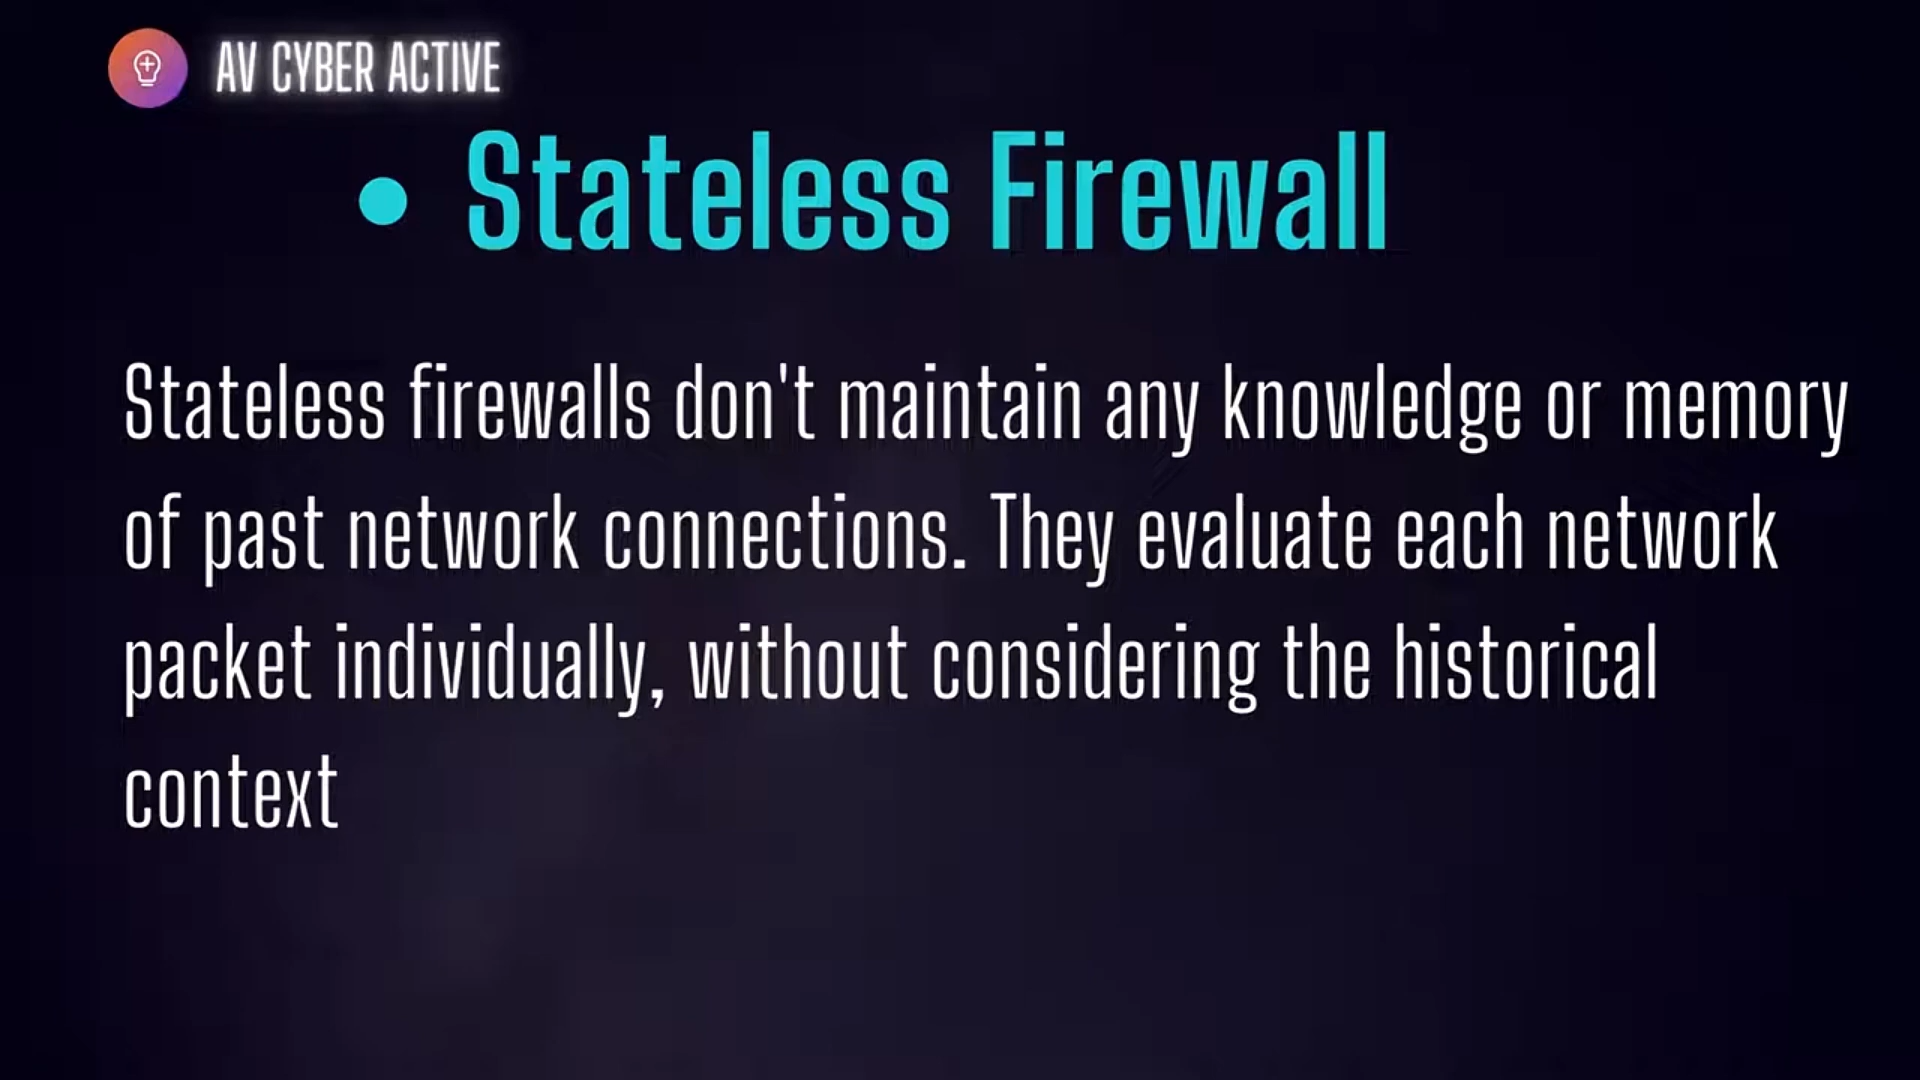 AV CYBER ACTIVE
• Stateless Firewall
Stateless firewalls don't maintain any knowledge or memory
of past network connections. They evaluate each network
packet individually, without considering the historical
context